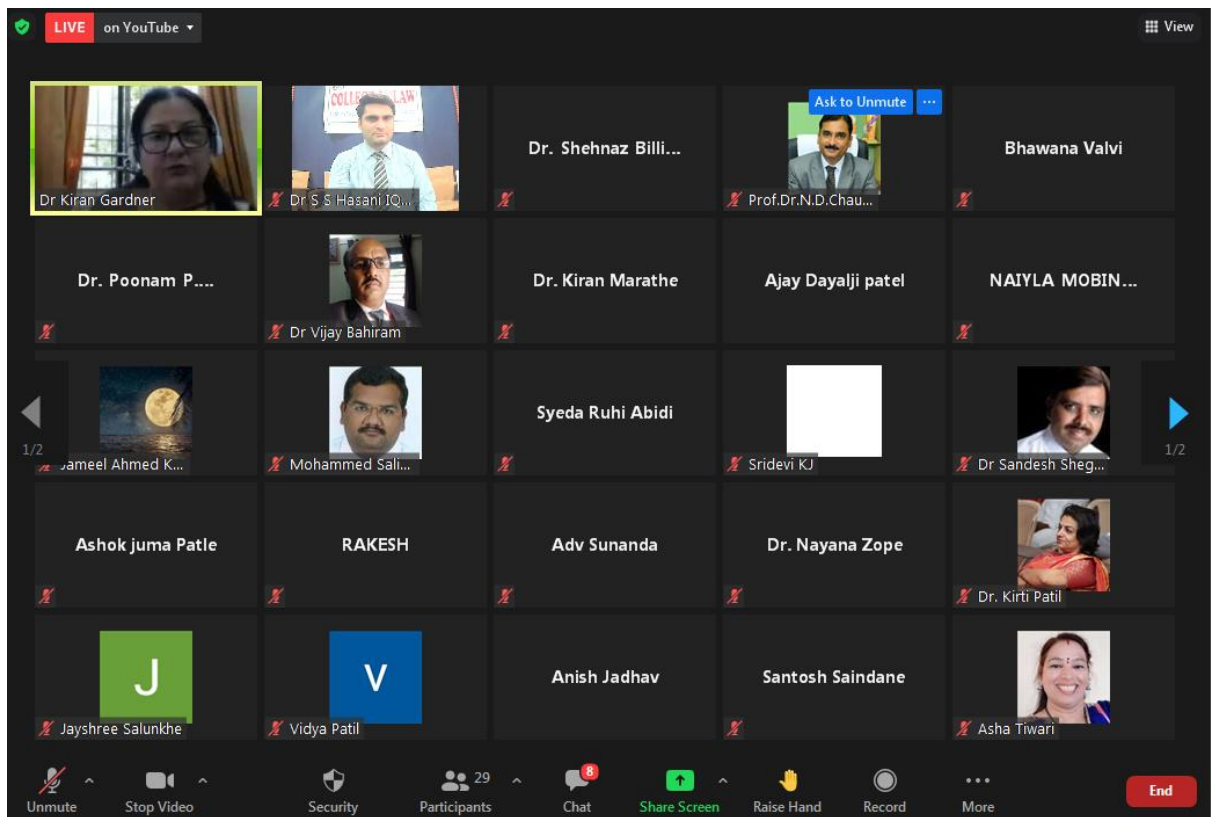 LIVE on YouTube View
COLLEGE LAW
Ask to Unmute ...
Dr Kiran Gardner
Dr S S Hasani IQ...
Dr. Shehnaz Billi...
Prof.Dr.N.D.Chau...
Bhawana Valvi
Dr. Poonam P....
Dr Vijay Bahiram
Dr. Kiran Marathe
Ajay Dayalji patel
NAIYLA MOBIN...
1/2
Jameel Ahmed K...
Mohammed Sali...
Syeda Ruhi Abidi
Sridevi KJ
Dr Sandesh Sheg...
1/2
Ashok juma Patle
RAKESH
Adv Sunanda
Dr. Nayana Zope
Dr. Kirti Patil
J
Jayshree Salunkhe
V
Vidya Patil
Anish Jadhav
Santosh Saindane
Asha Tiwari
29
8
Unmute Stop Video Security Participants Chat Share Screen Raise Hand Record More End